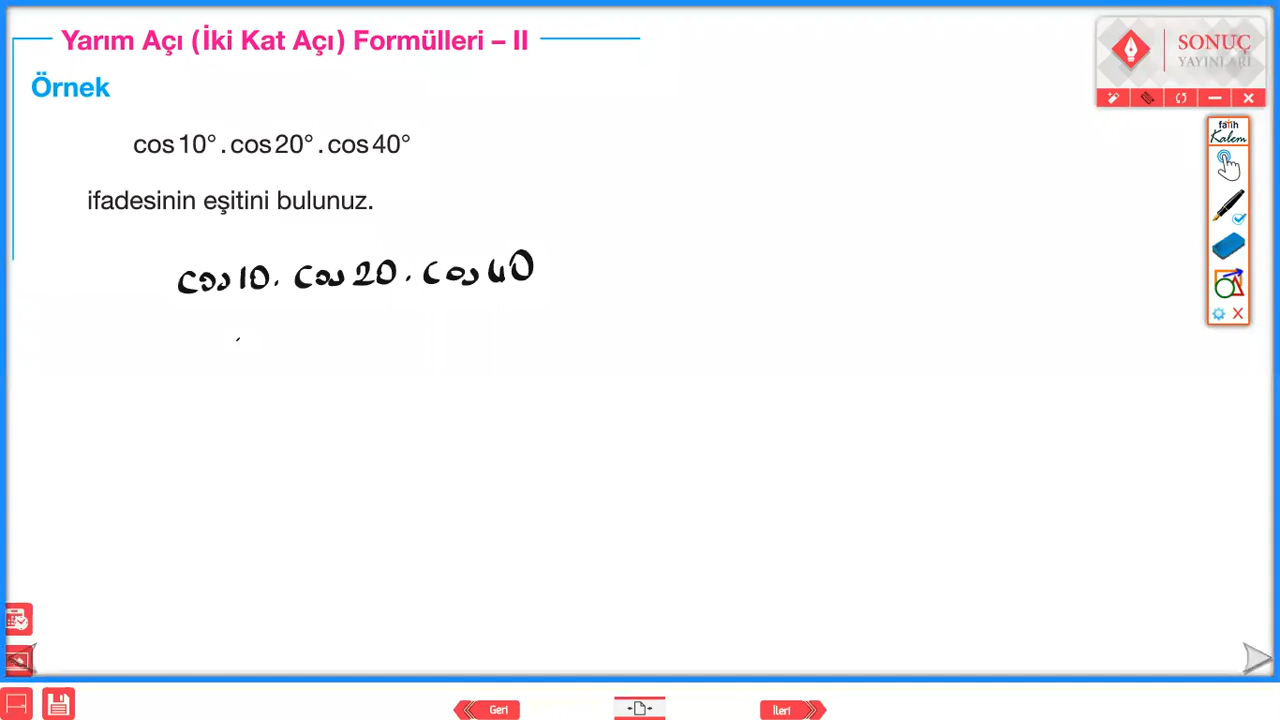 Yarım Açı (İki Kat Açı) Formülleri – II
SONUÇ
YAYINLARI
Örnek
fatih
Kalem
cos 10° . cos 20° . cos 40°
ifadesinin eşitini bulunuz.
cos 10 . cos 20 . cos 40
Geri
İleri